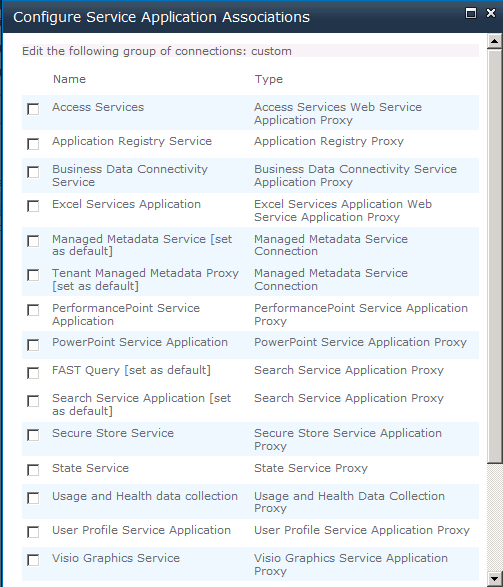 Configure Service Application Associations
Edit the following group of connections: custom
Name Type
Access Services Access Services Web Service
Application Proxy
Application Registry Service Application Registry Proxy
Business Data Connectivity Business Data Connectivity Service
Service Application Proxy
Excel Services Application Excel Services Application Web
Service Application Proxy
Managed Metadata Service [set Managed Metadata Service
as default] Connection
Tenant Managed Metadata Proxy Managed Metadata Service
[set as default] Connection
PerformancePoint Service PerformancePoint Service Application
Application Proxy
PowerPoint Service Application PowerPoint Service Application Proxy
FAST Query [set as default] Search Service Application Proxy
Search Service Application [set Search Service Application Proxy
as default]
Secure Store Service Secure Store Service Application
Proxy
State Service State Service Proxy
Usage and Health data collection Usage and Health Data Collection
Proxy
User Profile Service Application User Profile Service Application Proxy
Visio Graphics Service Visio Graphics Service Application
Proxy